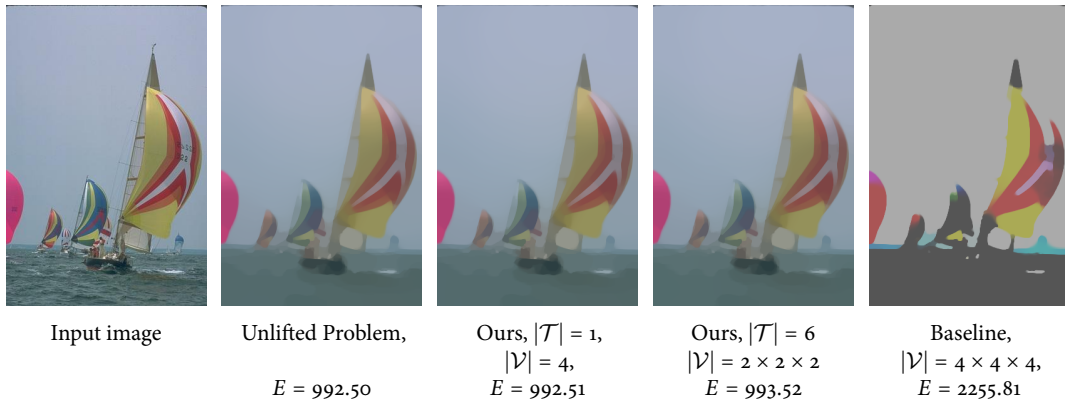 Input image
Unlifted Problem,
E = 992.50
Ours, |𝒯| = 1,
|𝒱| = 4,
E = 992.51
Ours, |𝒯| = 6
|𝒱| = 2 × 2 × 2
E = 993.52
Baseline,
|𝒱| = 4 × 4 × 4,
E = 2255.81